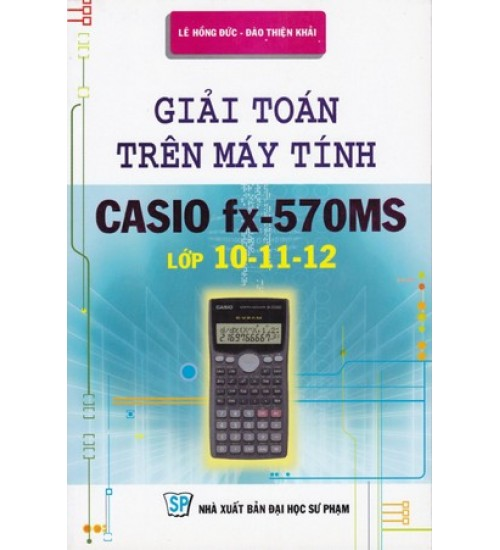 LÊ HỒNG ĐỨC - ĐÀO THIỆN KHẢI
GIẢI TOÁN
TRÊN MÁY TÍNH
CASIO fx-570MS
LỚP 10-11-12
CASIO
SP
NHÀ XUẤT BẢN ĐẠI HỌC SƯ PHẠM